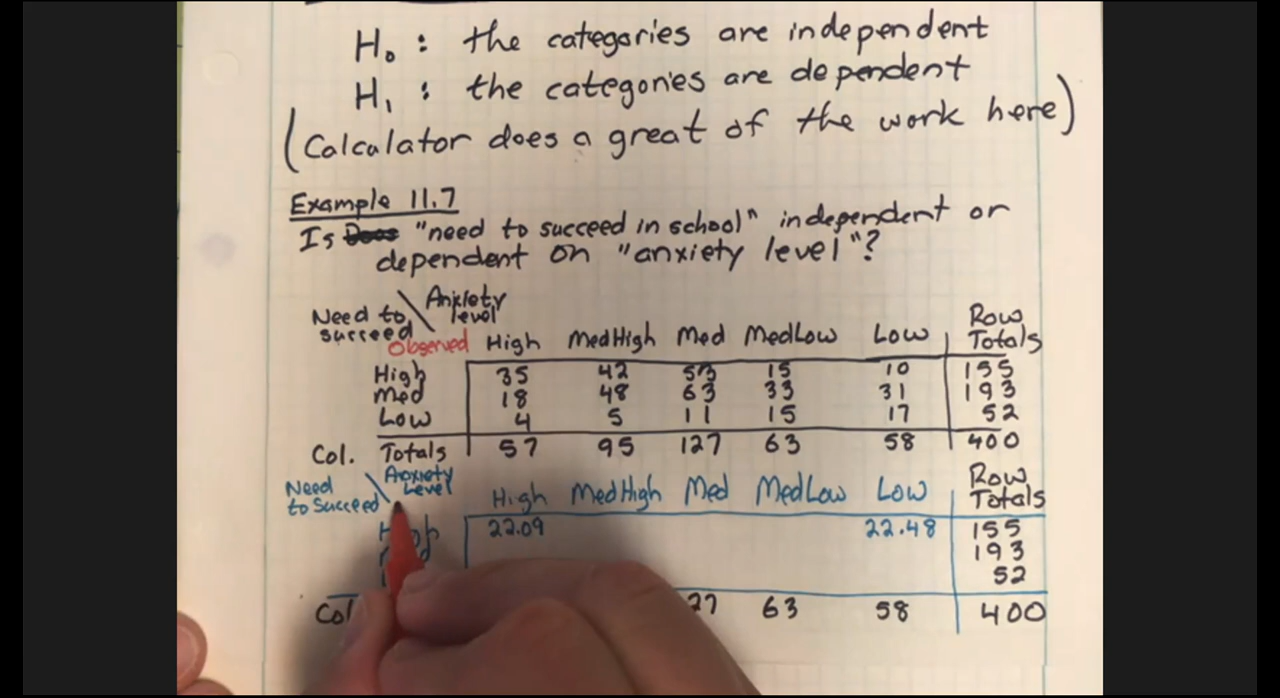 H₀ : the categories are independent
H₁ : the categories are dependent
(Calculator does a great of the work here)
Example 11.7
Is "need to succeed in school" independent or
dependent on "anxiety level"?
Need to succeed \ Anxiety level
Observed High MedHigh Med MedLow Low Row Totals
High 35 42 53 15 10 155
Med 18 48 63 33 31 193
Low 4 5 11 15 17 52
Col. Totals 57 95 127 63 58 400
Need to Succeed \ Anxiety Level
High MedHigh Med MedLow Low Row Totals
High 22.09 22.48 155
193
52
Col 63 58 400